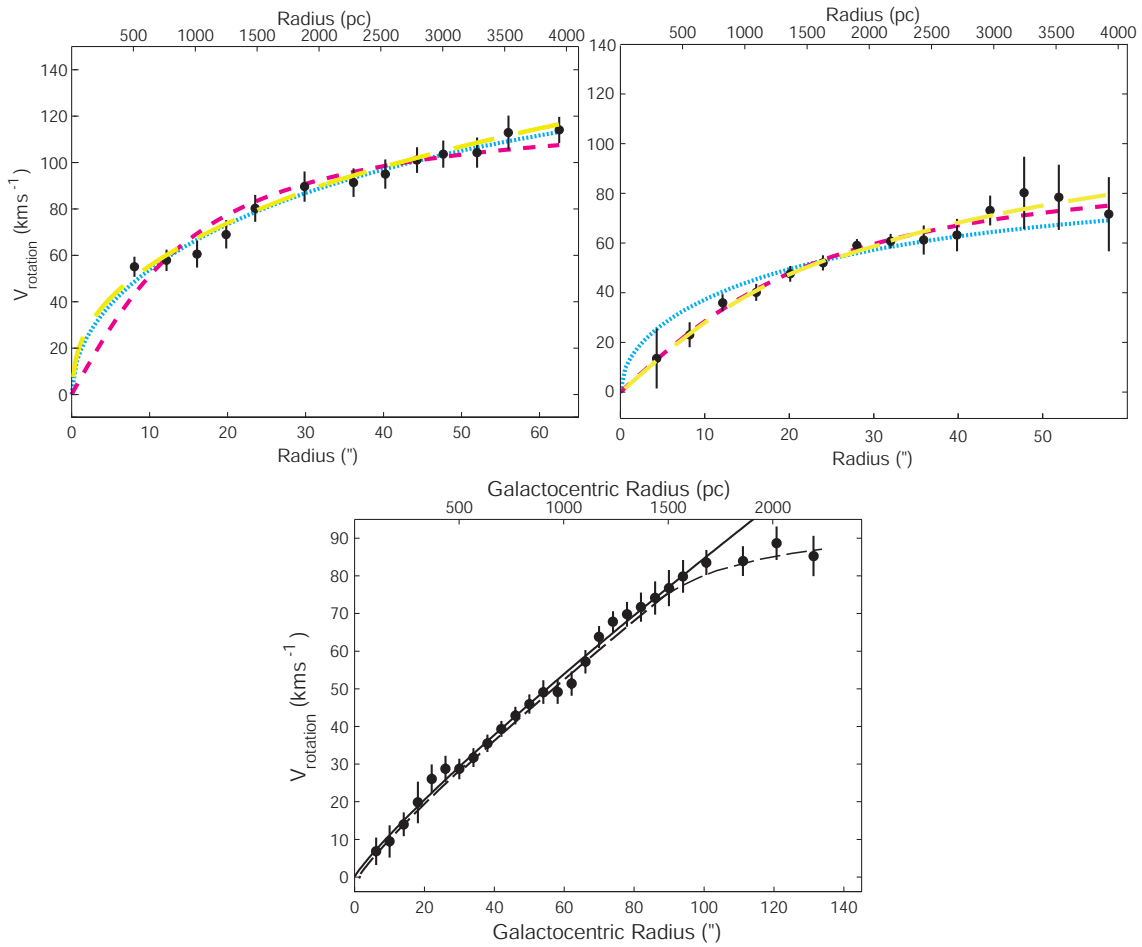 Radius (pc)
500 1000 1500 2000 2500 3000 3500 4000
140
120
100
80
60
40
20
0
Vrotation (kms-1)
0 10 20 30 40 50 60
Radius (")
Radius (pc)
500 1000 1500 2000 2500 3000 3500 4000
140
120
100
80
60
40
20
0
0 10 20 30 40 50
Radius (")
Galactocentric Radius (pc)
500 1000 1500 2000
90
80
70
60
50
40
30
20
10
0
Vrotation (kms-1)
0 20 40 60 80 100 120 140
Galactocentric Radius (")